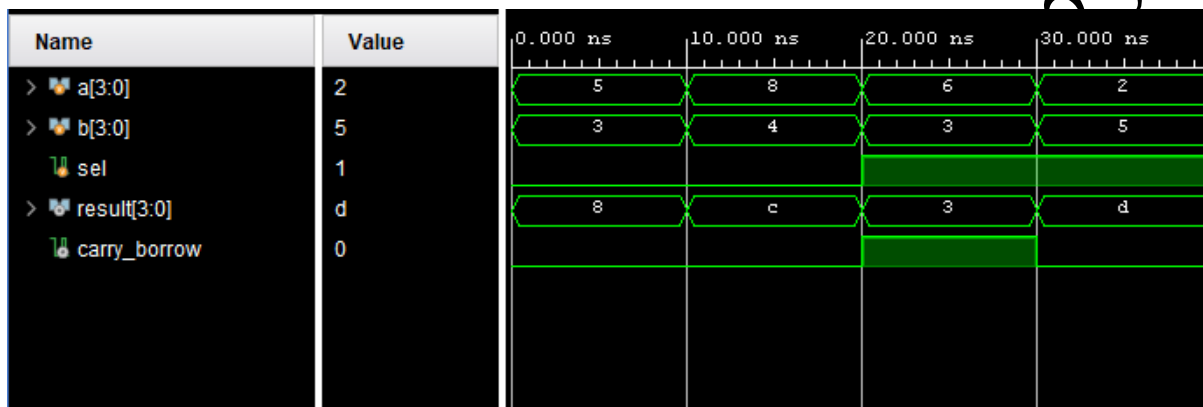 Name Value 0.000 ns 10.000 ns 20.000 ns 30.000 ns
a[3:0] 2 5 8 6 2
b[3:0] 5 3 4 3 5
sel 1
result[3:0] d 8 c 3 d
carry_borrow 0